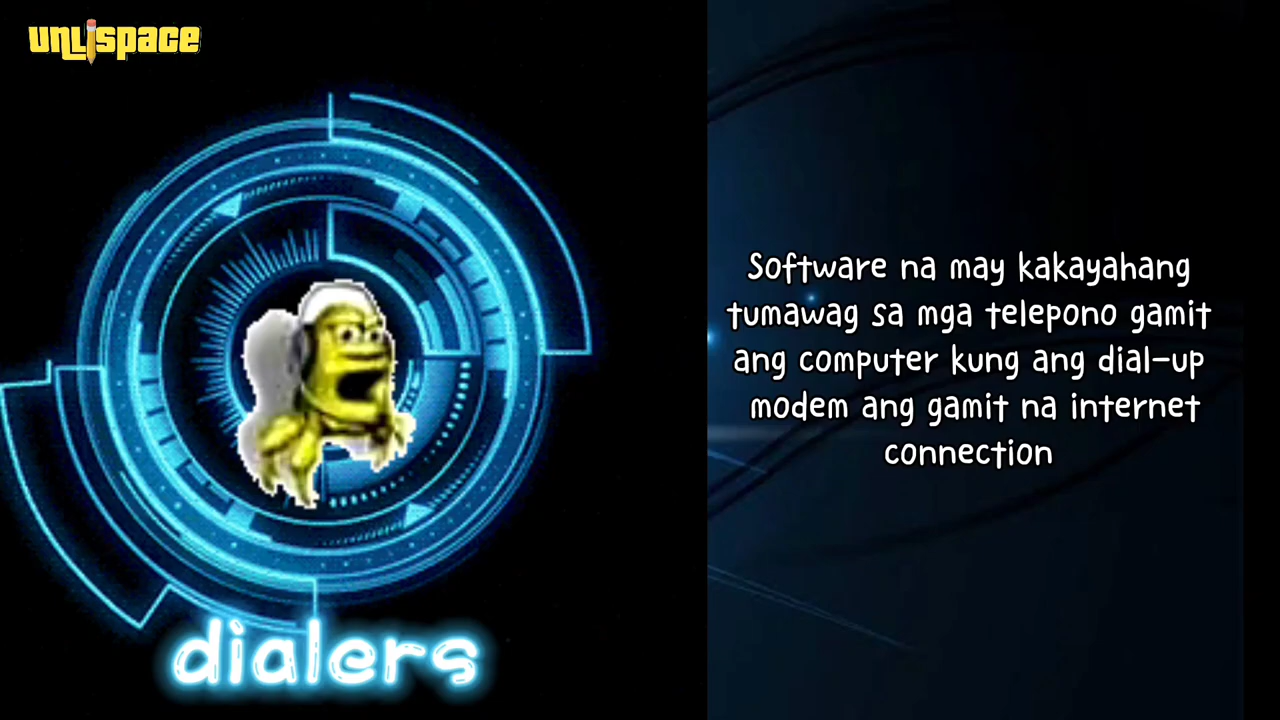 UNLISPACE
dialers
Software na may kakayahang
tumawag sa mga telepono gamit
ang computer kung ang dial-up
modem ang gamit na internet
connection